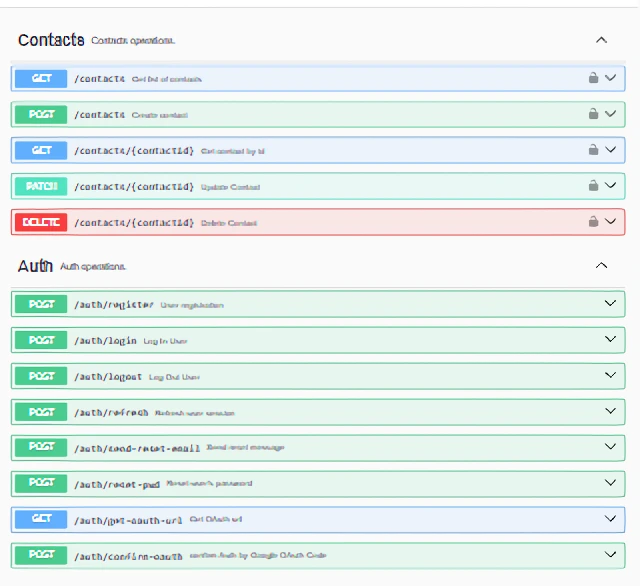 Contacts Contacts operations.
GET /contacts Get list of contacts
POST /contacts Create contact
GET /contacts/{contactId} Get contact by id
PATCH /contacts/{contactId} Update Contact
DELETE /contacts/{contactId} Delete Contact
Auth Auth operations.
POST /auth/register User registration
POST /auth/login Log In User
POST /auth/logout Log Out User
POST /auth/refresh Refresh user session
POST /auth/send-reset-email Send email message
POST /auth/reset-pwd Reset user's password
GET /auth/get-oauth-url Get OAuth url
POST /auth/confirm-oauth confirm Auth by Google OAuth Code